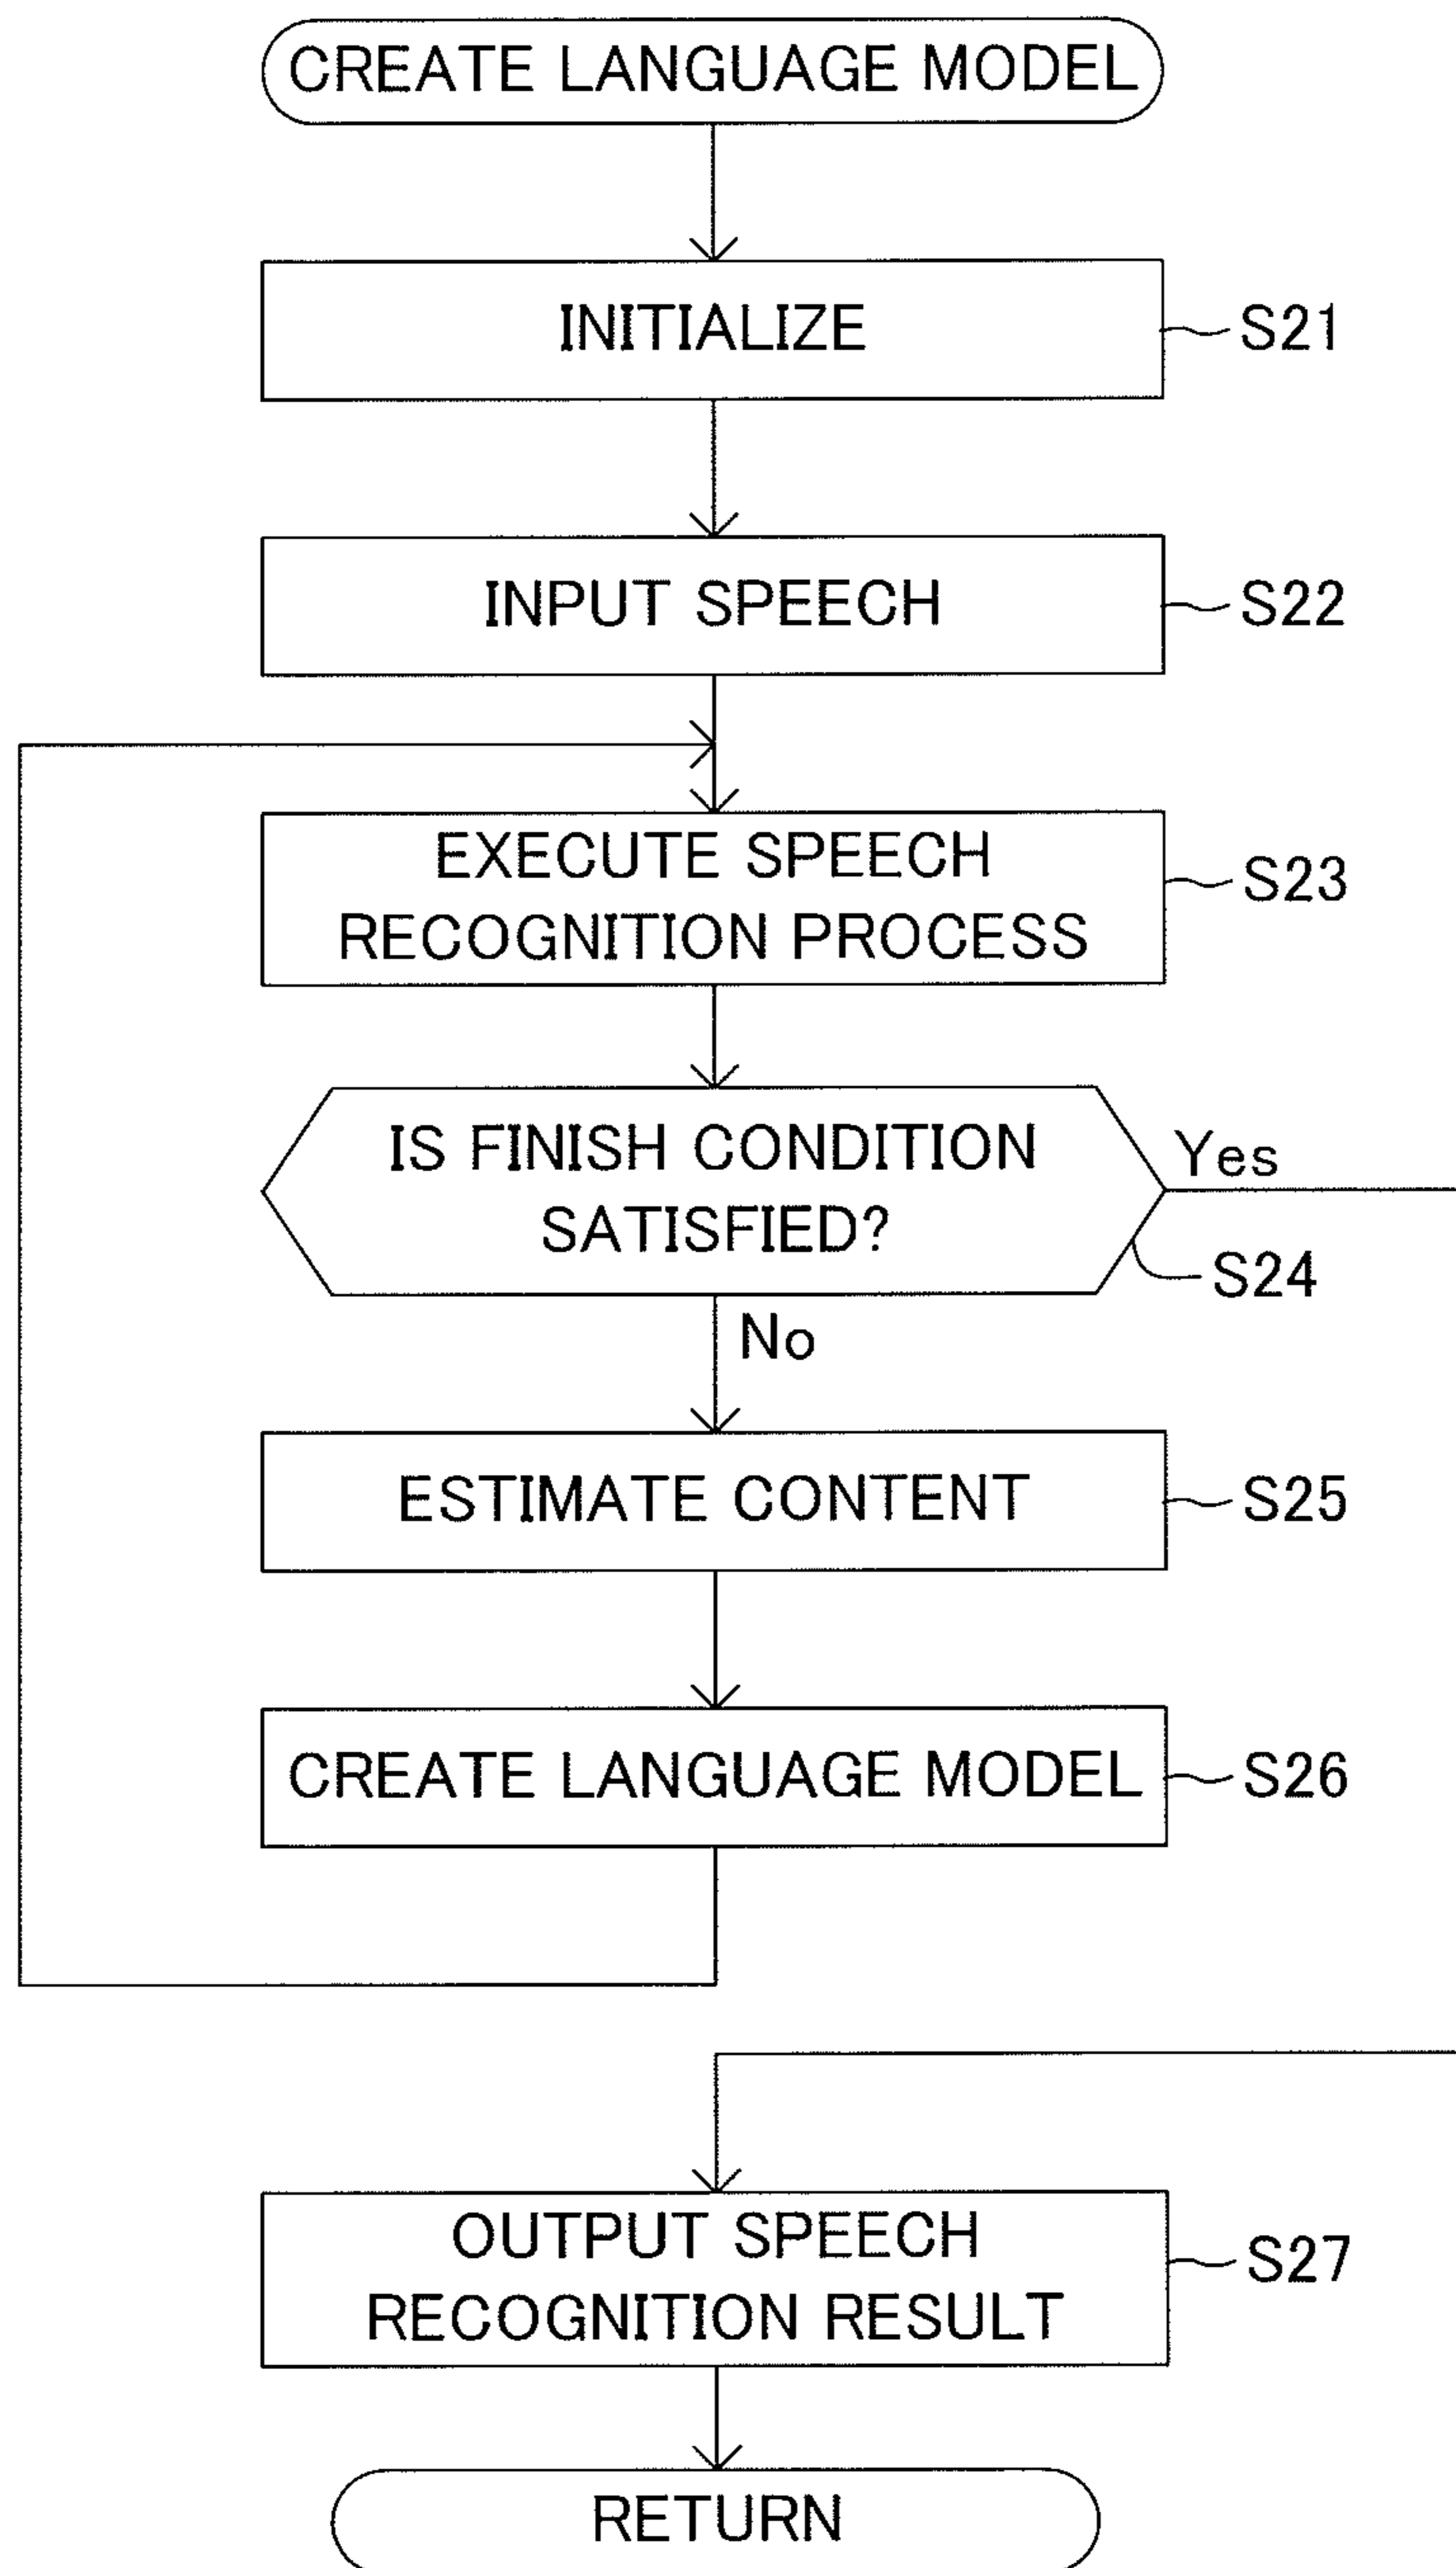 CREATE LANGUAGE MODEL
INITIALIZE
S21
INPUT SPEECH
S22
EXECUTE SPEECH
RECOGNITION PROCESS
S23
IS FINISH CONDITION
SATISFIED?
Yes
S24
No
ESTIMATE CONTENT
S25
CREATE LANGUAGE MODEL
S26
OUTPUT SPEECH
RECOGNITION RESULT
S27
RETURN